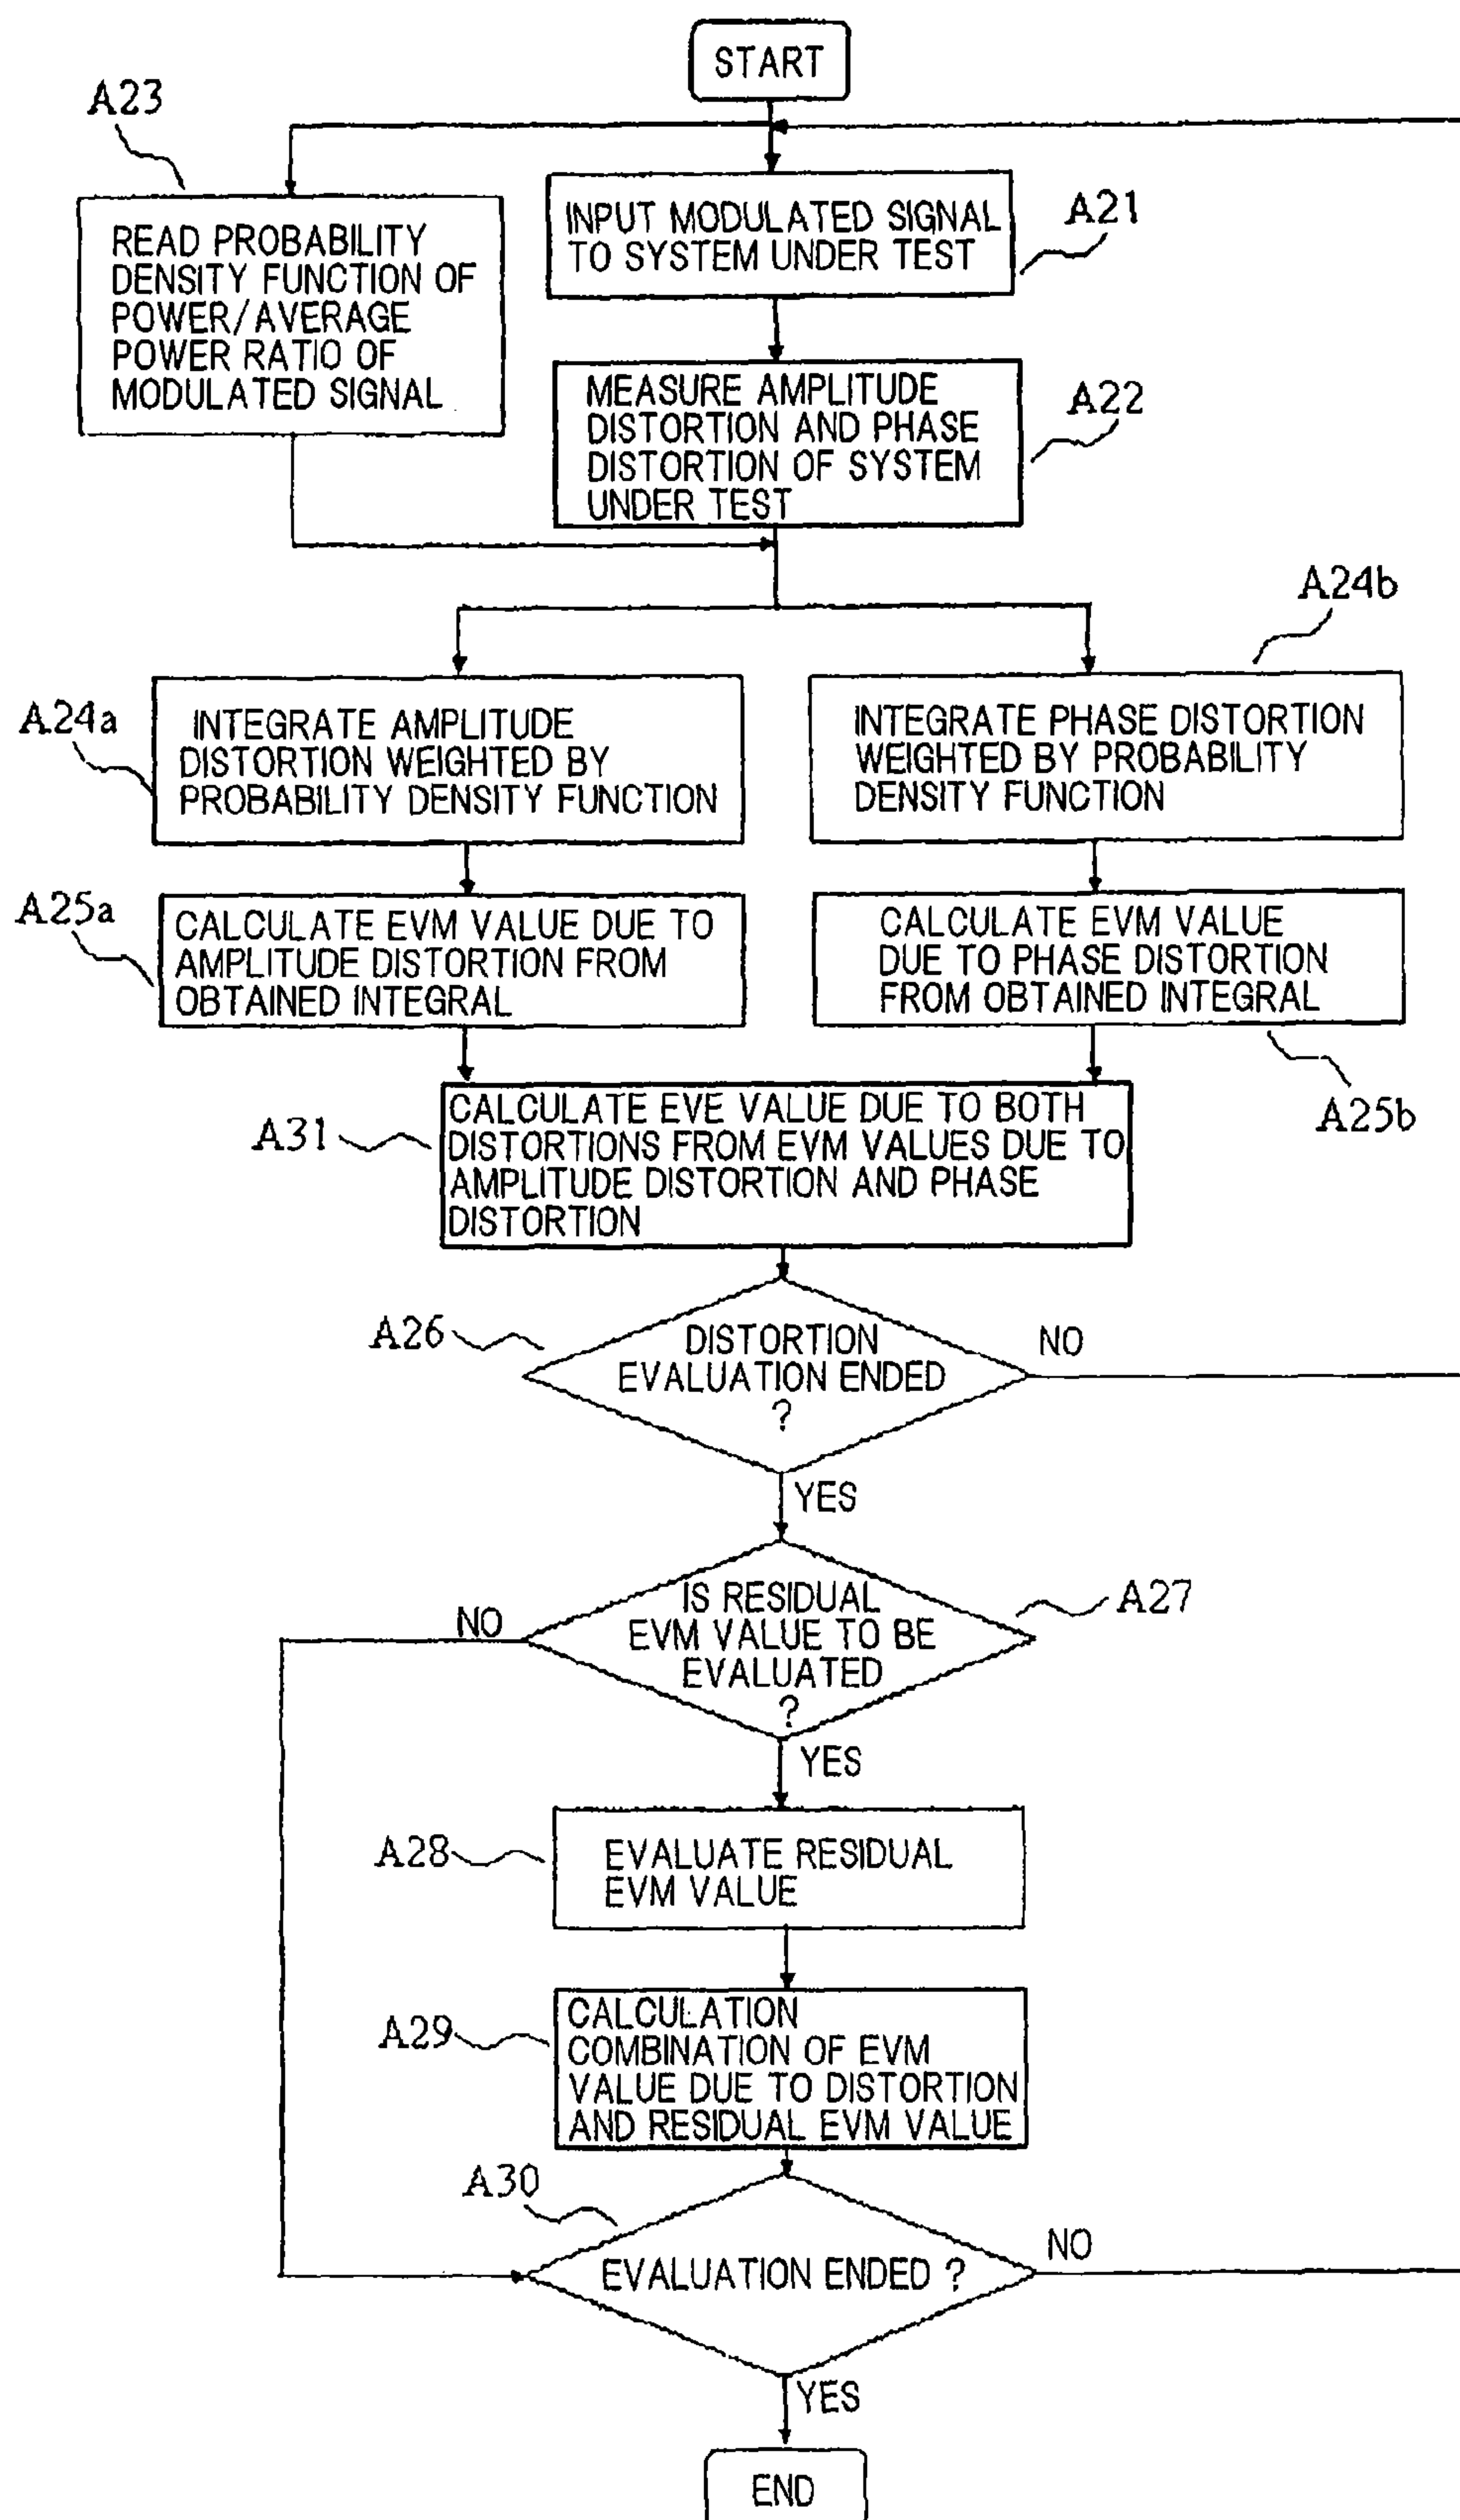 START
A23
READ PROBABILITY
DENSITY FUNCTION OF
POWER/AVERAGE
POWER RATIO OF
MODULATED SIGNAL
INPUT MODULATED SIGNAL
TO SYSTEM UNDER TEST
A21
MEASURE AMPLITUDE
DISTORTION AND PHASE
DISTORTION OF SYSTEM
UNDER TEST
A22
A24a
INTEGRATE AMPLITUDE
DISTORTION WEIGHTED BY
PROBABILITY DENSITY FUNCTION
A24b
INTEGRATE PHASE DISTORTION
WEIGHTED BY PROBABILITY
DENSITY FUNCTION
A25a
CALCULATE EVM VALUE DUE TO
AMPLITUDE DISTORTION FROM
OBTAINED INTEGRAL
CALCULATE EVM VALUE
DUE TO PHASE DISTORTION
FROM OBTAINED INTEGRAL
A25b
A31
CALCULATE EVE VALUE DUE TO BOTH
DISTORTIONS FROM EVM VALUES DUE TO
AMPLITUDE DISTORTION AND PHASE
DISTORTION
A26
DISTORTION
EVALUATION ENDED
?
NO
YES
IS RESIDUAL
EVM VALUE TO BE
EVALUATED
?
A27
NO
YES
A28
EVALUATE RESIDUAL
EVM VALUE
A29
CALCULATION
COMBINATION OF EVM
VALUE DUE TO DISTORTION
AND RESIDUAL EVM VALUE
A30
EVALUATION ENDED ?
NO
YES
END